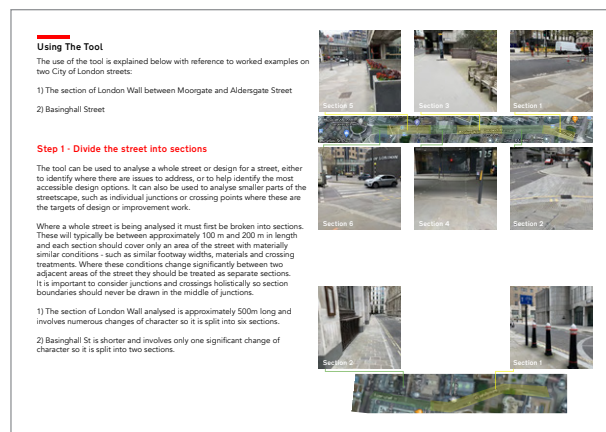 Using The Tool
The use of the tool is explained below with reference to worked examples on
two City of London streets:
1) The section of London Wall between Moorgate and Aldersgate Street
2) Basinghall Street
Step 1 - Divide the street into sections
The tool can be used to analyse a whole street or design for a street, either
to identify where there are issues to address, or to help identify the most
accessible design options. It can also be used to analyse smaller parts of the
streetscape, such as individual junctions or crossing points where these are
the targets of design or improvement work.
Where a whole street is being analysed it must first be broken into sections.
These will typically be between approximately 100 m and 200 m in length
and each section should cover only an area of the street with materially
similar conditions - such as similar footway widths, materials and crossing
treatments. Where these conditions change significantly between two
adjacent areas of the street they should be treated as separate sections.
It is important to consider junctions and crossings holistically so section
boundaries should never be drawn in the middle of junctions.
1) The section of London Wall analysed is approximately 500m long and
involves numerous changes of character so it is split into six sections.
2) Basinghall St is shorter and involves only one significant change of
character so it is split into two sections.
Section 5
Section 3
Section 1
Section 6
Section 4
Section 2
Section 2
Section 1